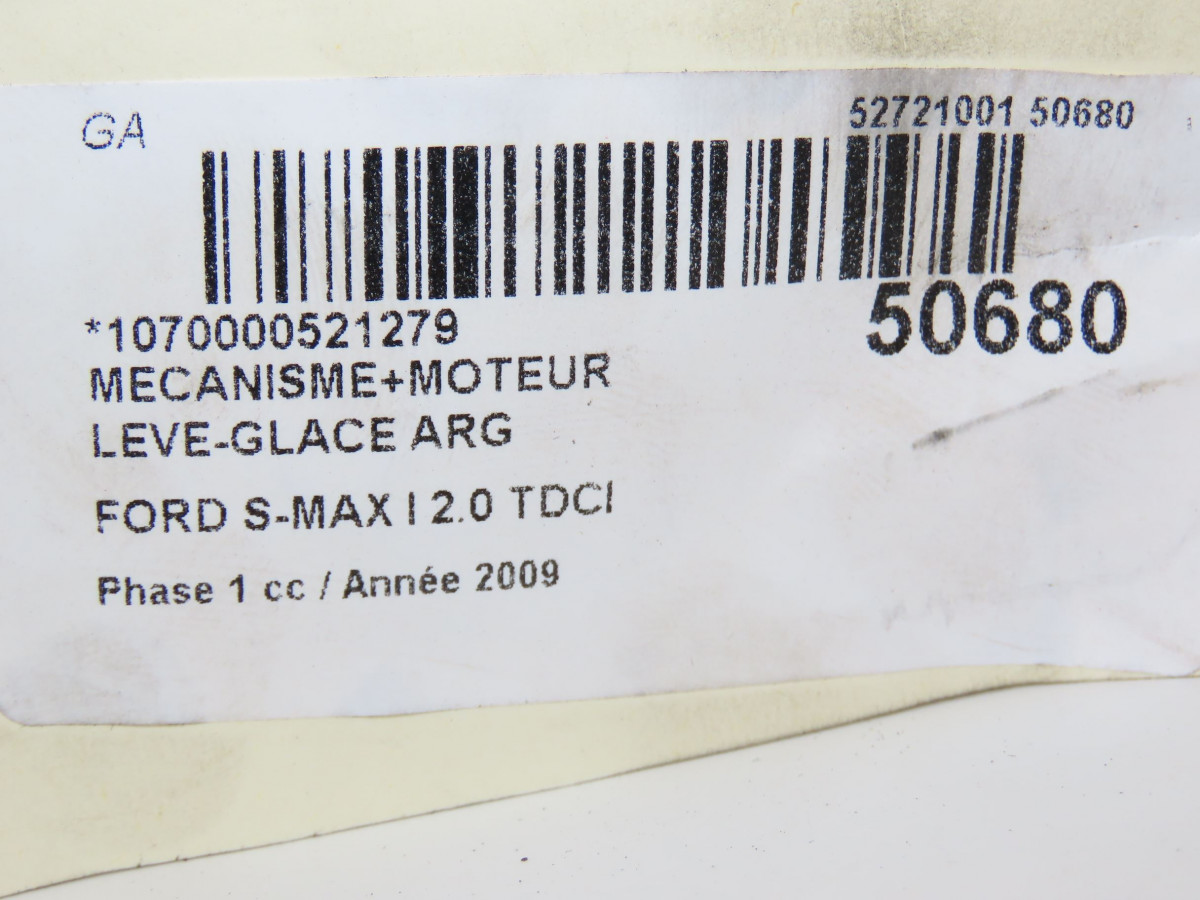 GA
52721001 50680
*1070000521279
50680
MECANISME+MOTEUR
LEVE-GLACE ARG
FORD S-MAX I 2.0 TDCI
Phase 1 cc / Année 2009